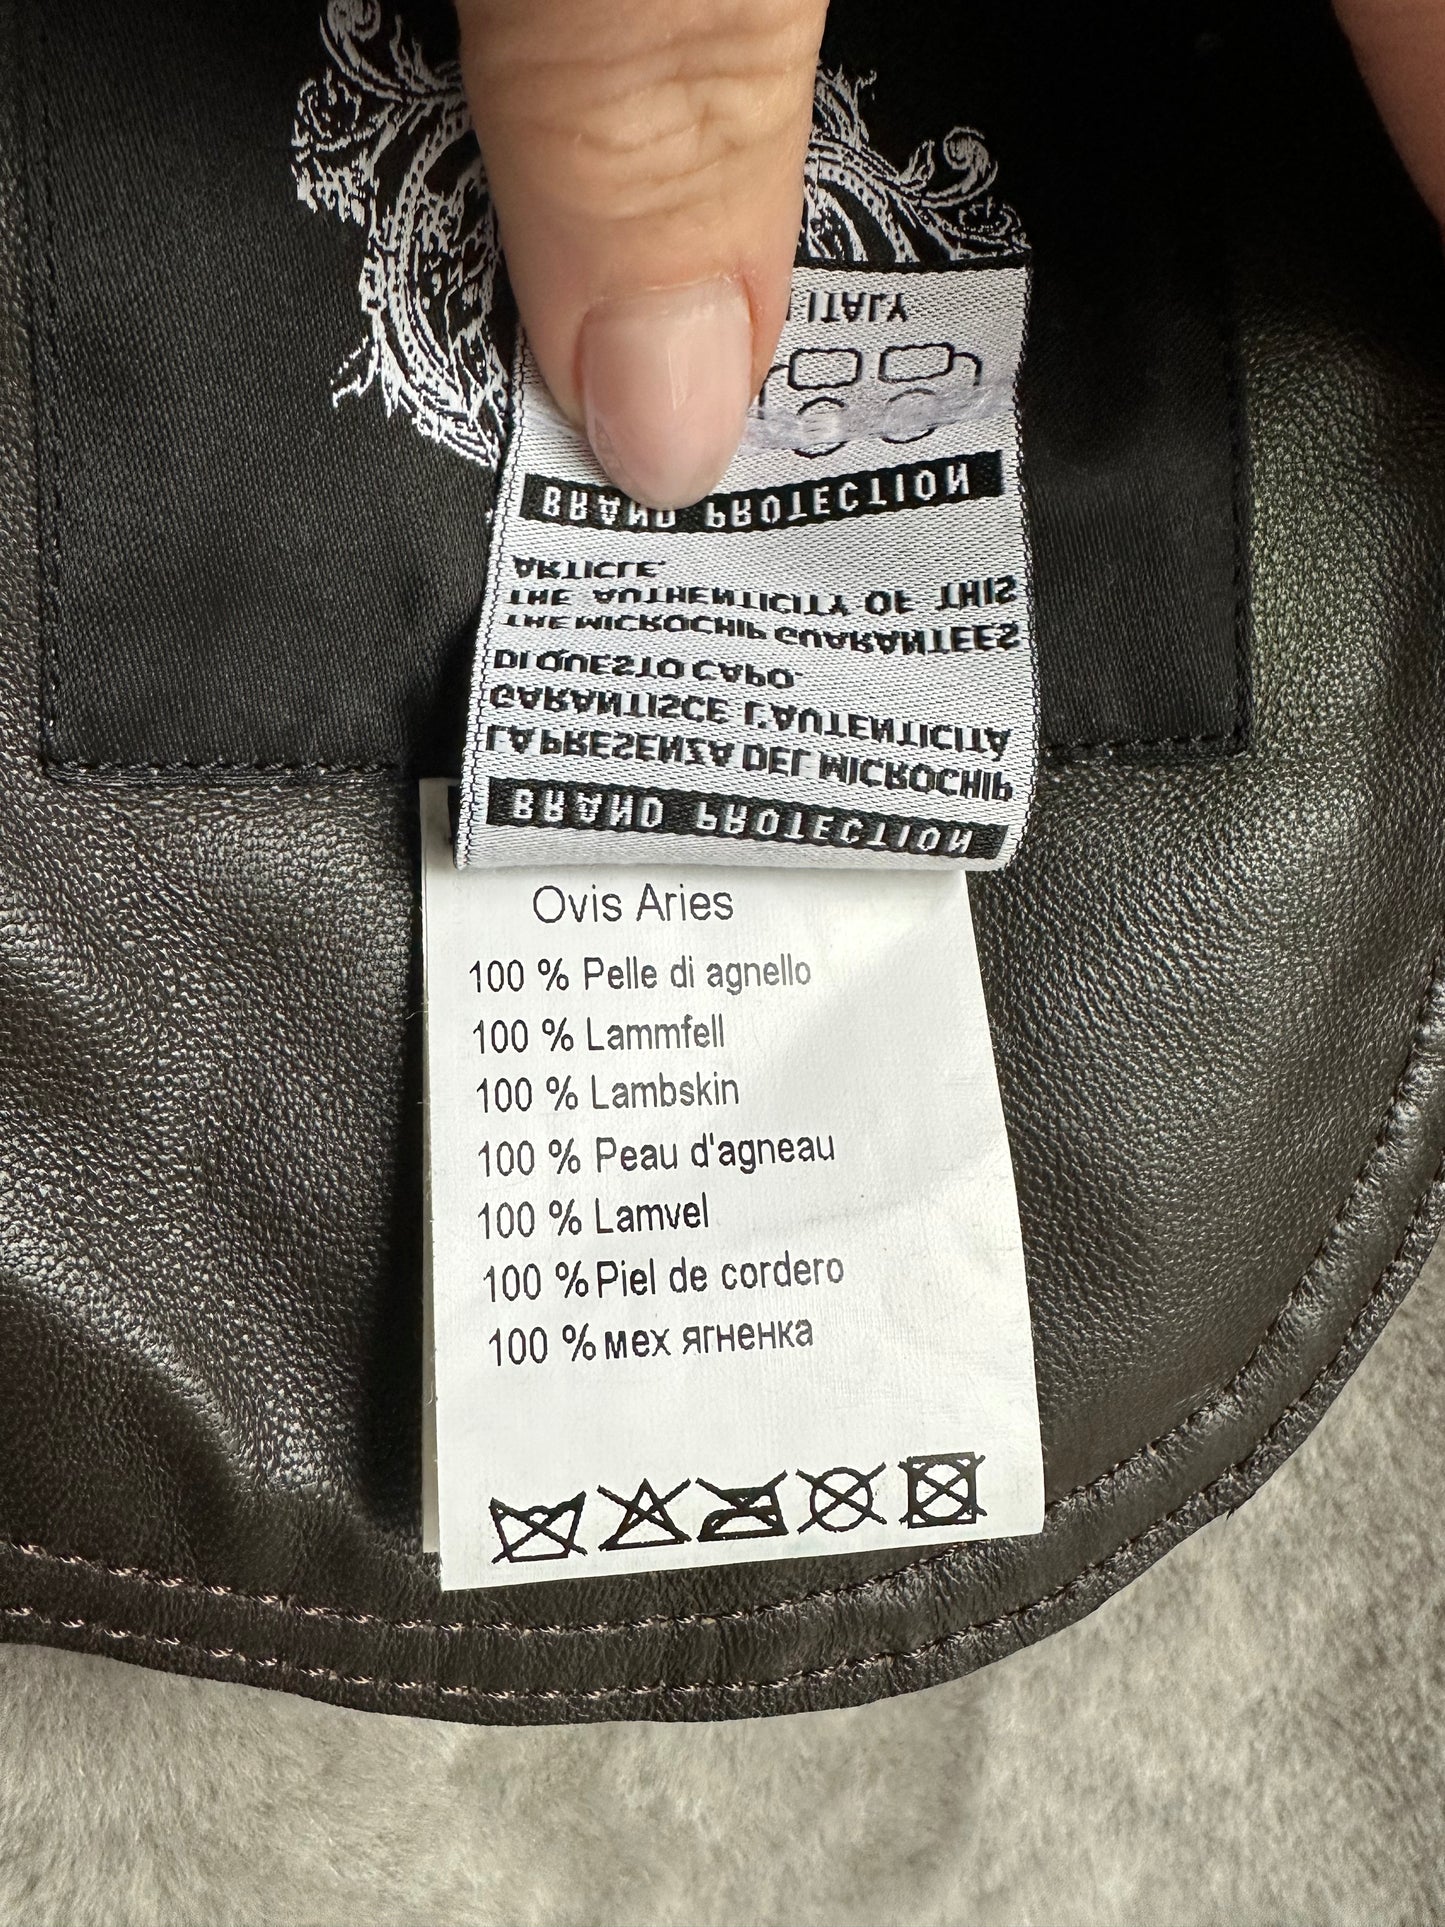 BRAND PROTECTION
LA PRESENZA DEL MICROCHIP
GARANTISCE L'AUTENTICITÀ
DI QUESTO CAPO.
THE MICROCHIP GUARANTEES
THE AUTHENTICITY OF THIS
ARTICLE.
BRAND PROTECTION
ITALY
Ovis Aries
100 % Pelle di agnello
100 % Lammfell
100 % Lambskin
100 % Peau d'agneau
100 % Lamvel
100 % Piel de cordero
100 % мех ягненка